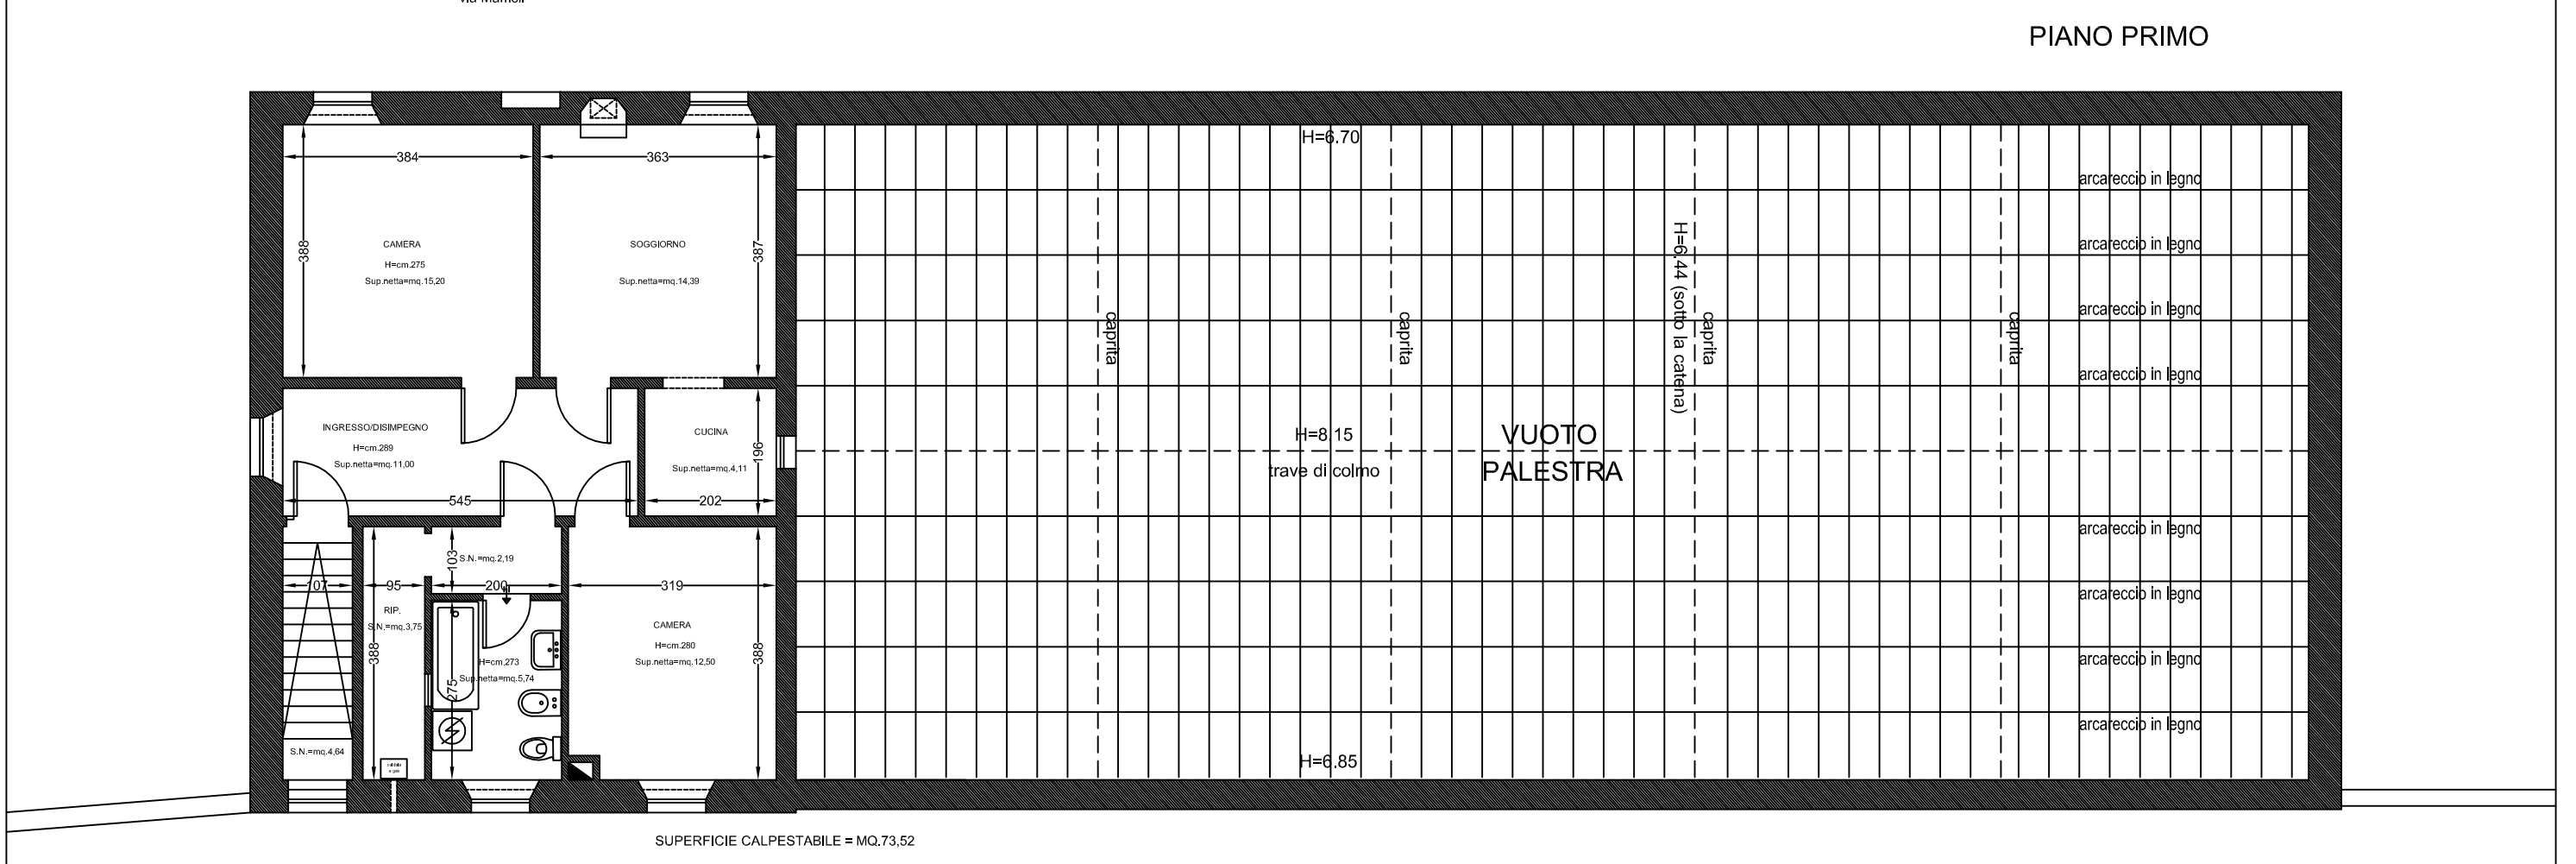 PIANO PRIMO
H=6.70
384
363
388
387
CAMERA
H=cm.275
Sup.netta=mq.15,20
SOGGIORNO
Sup.netta=mq.14,39
arcareccio in legno
arcareccio in legno
arcareccio in legno
arcareccio in legno
caprita
caprita
H=6.44 (sotto la catena)
caprita
caprita
INGRESSO/DISIMPEGNO
H=cm.289
Sup.netta=mq.11,00
CUCINA
Sup.netta=mq.4,11
196
545
202
H=8.15
trave di colmo
VUOTO
PALESTRA
arcareccio in legno
arcareccio in legno
arcareccio in legno
arcareccio in legno
103
S.N.=mq.2,19
107
95
200
319
RIP.
S.N.=mq.3,75
388
H=cm.273
Sup.netta=mq.5,74
275
CAMERA
H=cm.280
Sup.netta=mq.12,50
388
S.N.=mq.4,64
H=6.85
SUPERFICIE CALPESTABILE = MQ.73,52